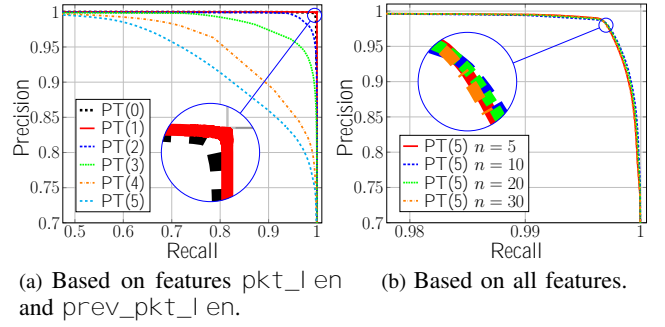 1
0.95
0.9
0.85
0.8
0.75
0.7
Precision
PT(0)
PT(1)
PT(2)
PT(3)
PT(4)
PT(5)
0.5 0.6 0.7 0.8 0.9 1
Recall
(a) Based on features pkt_len
and prev_pkt_len.
1
0.95
0.9
0.85
0.8
0.75
0.7
Precision
PT(5) n = 5
PT(5) n = 10
PT(5) n = 20
PT(5) n = 30
0.98 0.99 1
Recall
(b) Based on all features.